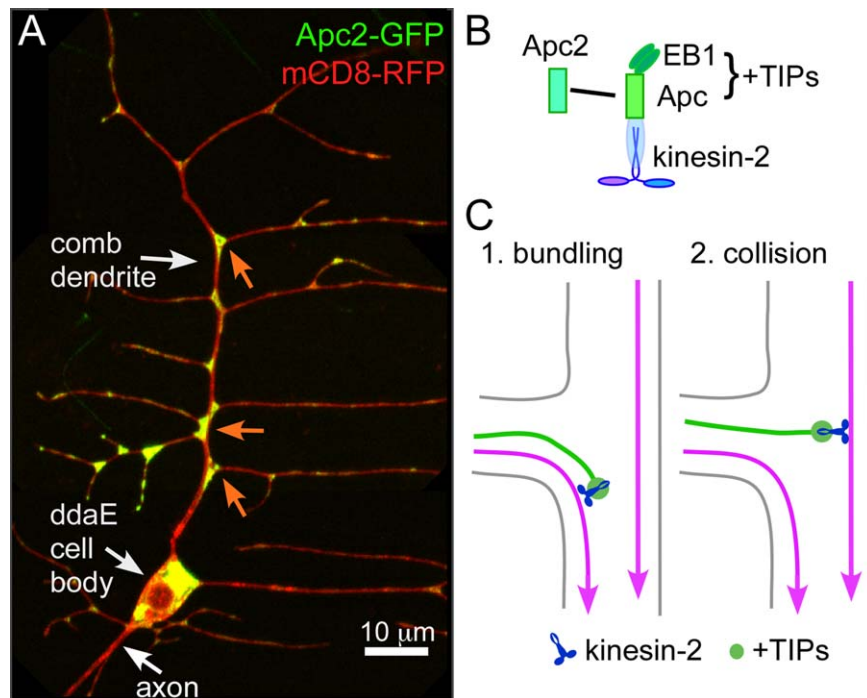 A
Apc2-GFP
mCD8-RFP
comb
dendrite
ddaE
cell
body
axon
10 μm
B
Apc2
EB1
Apc
+TIPs
kinesin-2
C
1. bundling
2. collision
kinesin-2
+TIPs